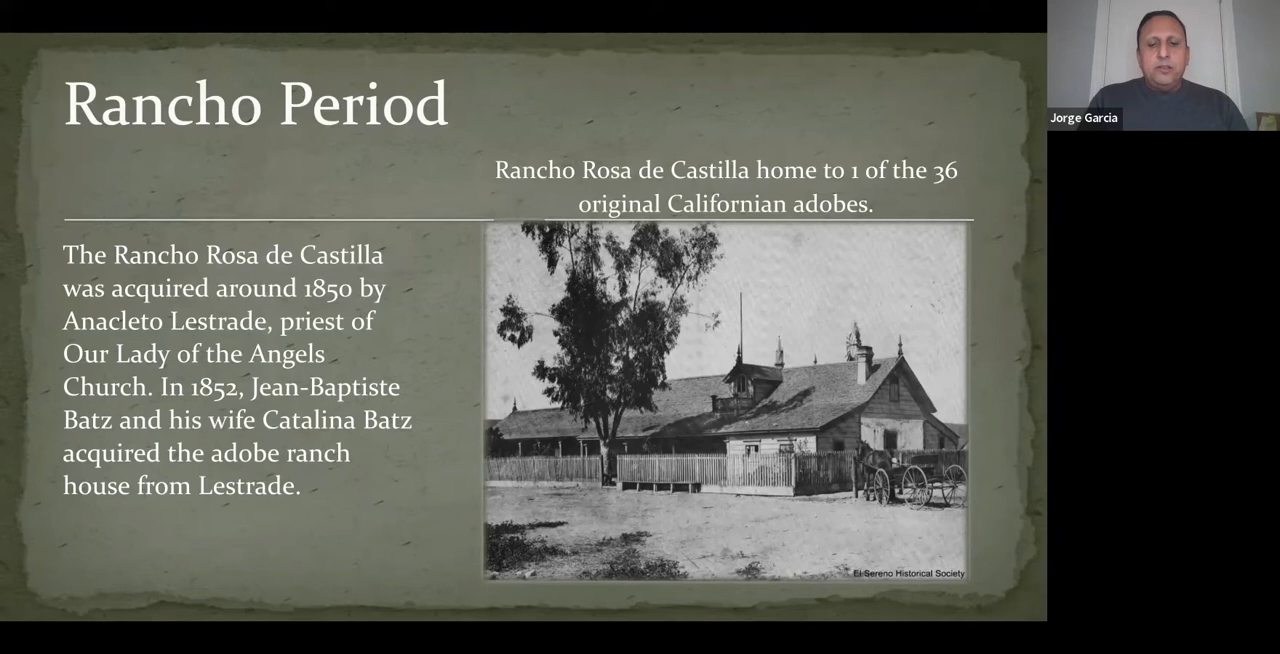 Rancho Period
Rancho Rosa de Castilla home to 1 of the 36
original Californian adobes.
The Rancho Rosa de Castilla
was acquired around 1850 by
Anacleto Lestrade, priest of
Our Lady of the Angels
Church. In 1852, Jean-Baptiste
Batz and his wife Catalina Batz
acquired the adobe ranch
house from Lestrade.
El Sereno Historical Society
Jorge Garcia